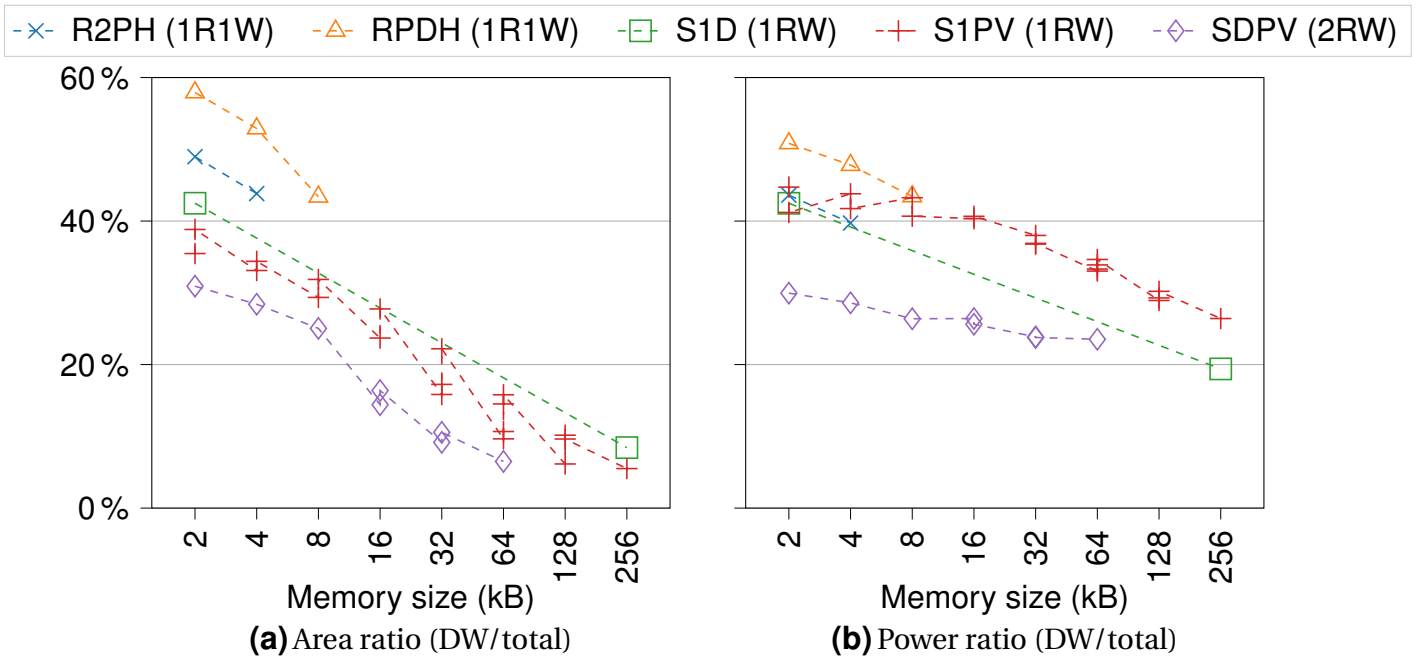 R2PH (1R1W) RPDH (1R1W) S1D (1RW) S1PV (1RW) SDPV (2RW)
60 %
40 %
20 %
0 %
2 4 8 16 32 64 128 256
2 4 8 16 32 64 128 256
Memory size (kB) Memory size (kB)
(a) Area ratio (DW/total) (b) Power ratio (DW/total)